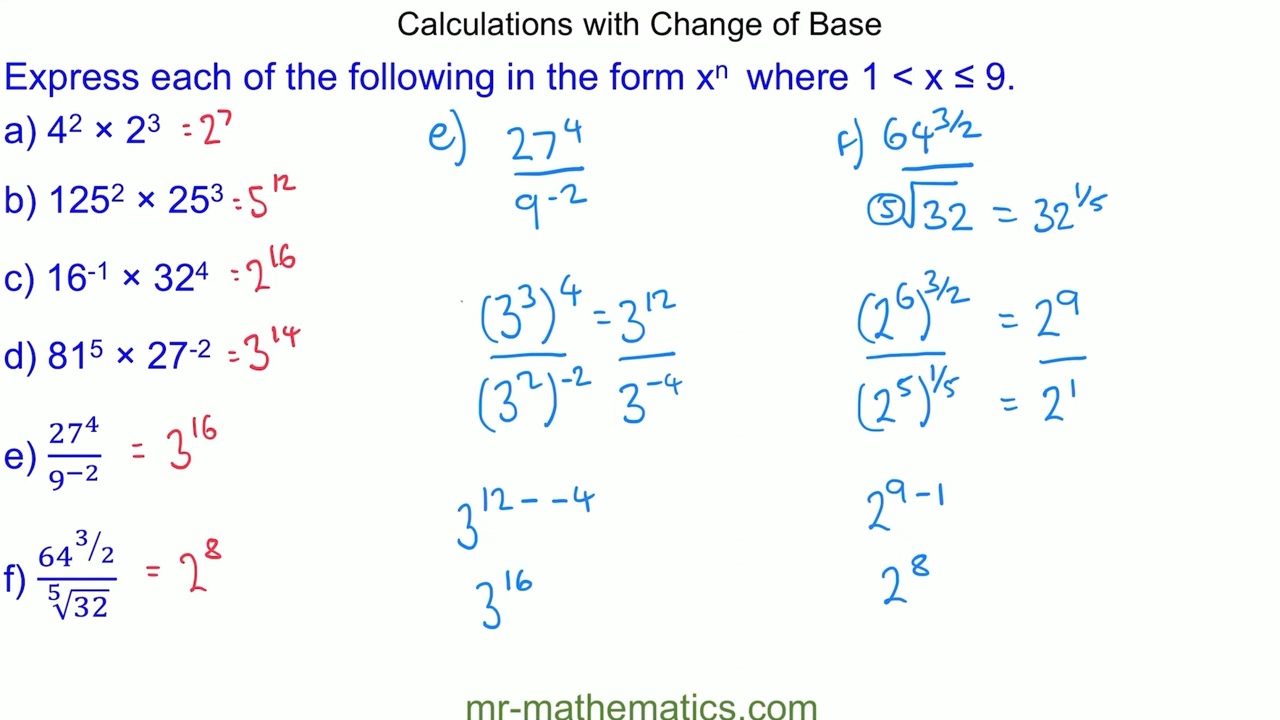 Calculations with Change of Base
Express each of the following in the form xⁿ where 1 < x ≤ 9.
a) 4² × 2³ = 2⁷
b) 125² × 25³ = 5¹²
c) 16⁻¹ × 32⁴ = 2¹⁶
d) 81⁵ × 27⁻² = 3¹⁴
e) 27⁴/9⁻² = 3¹⁶
f) 64^(3/2)/⁵√32 = 2⁸
e) 27⁴
9⁻²
(3³)⁴ = 3¹²
(3²)⁻² 3⁻⁴
3^(12 - -4)
3¹⁶
f) 64^(3/2)
⁵√32 = 32^(1/5)
(2⁶)^(3/2) = 2⁹
(2⁵)^(1/5) = 2¹
2^(9-1)
2⁸
mr-mathematics.com